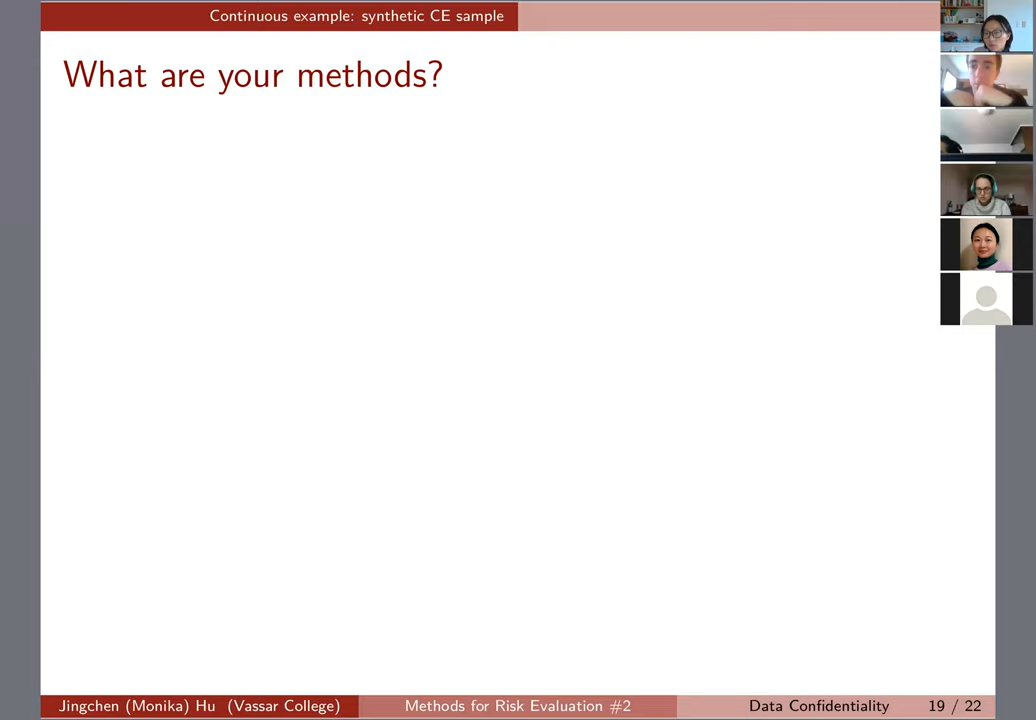 Continuous example: synthetic CE sample
What are your methods?
Jingchen (Monika) Hu (Vassar College) Methods for Risk Evaluation #2 Data Confidentiality 19 / 22